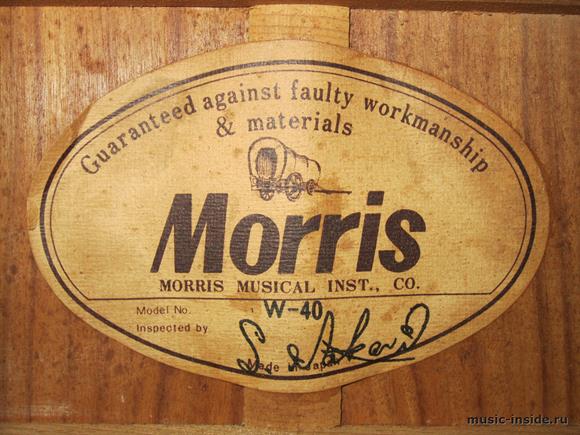 Guaranteed against faulty workmanship
& materials
Morris
MORRIS MUSICAL INST., CO.
Model No. W-40
Inspected by
Made in Japan
music-inside.ru